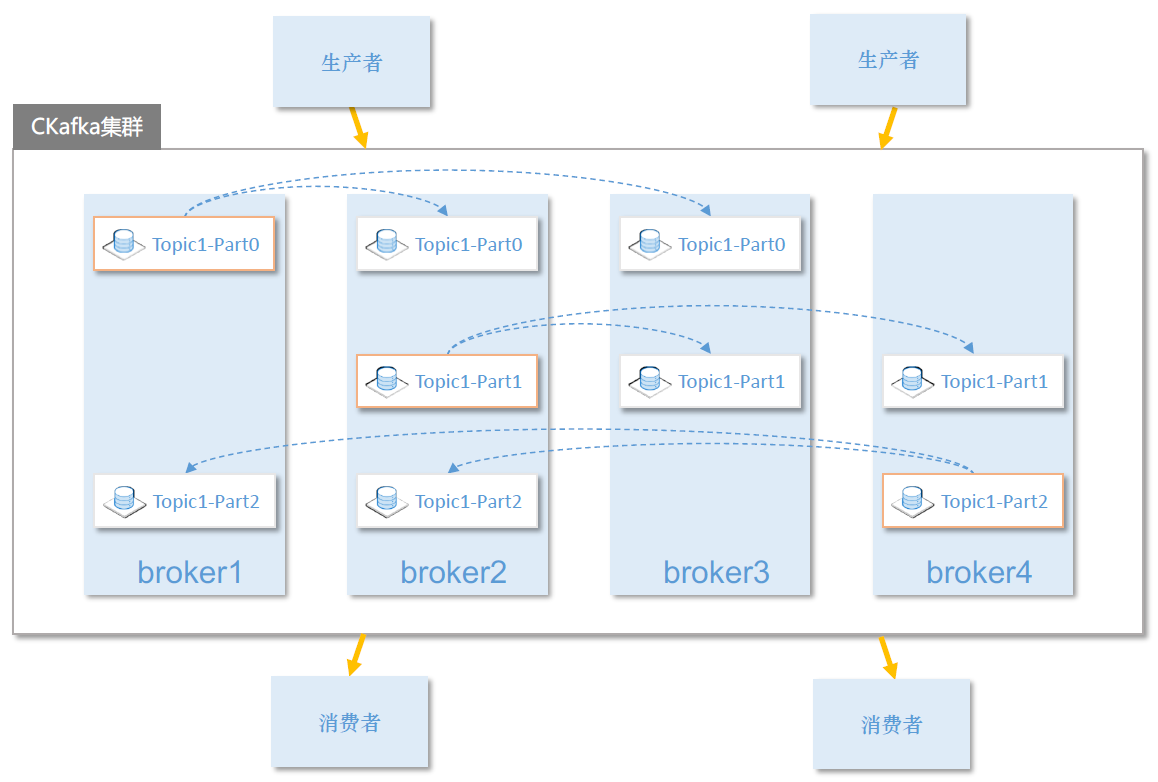 生产者
生产者
CKafka集群
Topic1-Part0
Topic1-Part0
Topic1-Part0
Topic1-Part1
Topic1-Part1
Topic1-Part1
Topic1-Part2
Topic1-Part2
Topic1-Part2
broker1
broker2
broker3
broker4
消费者
消费者